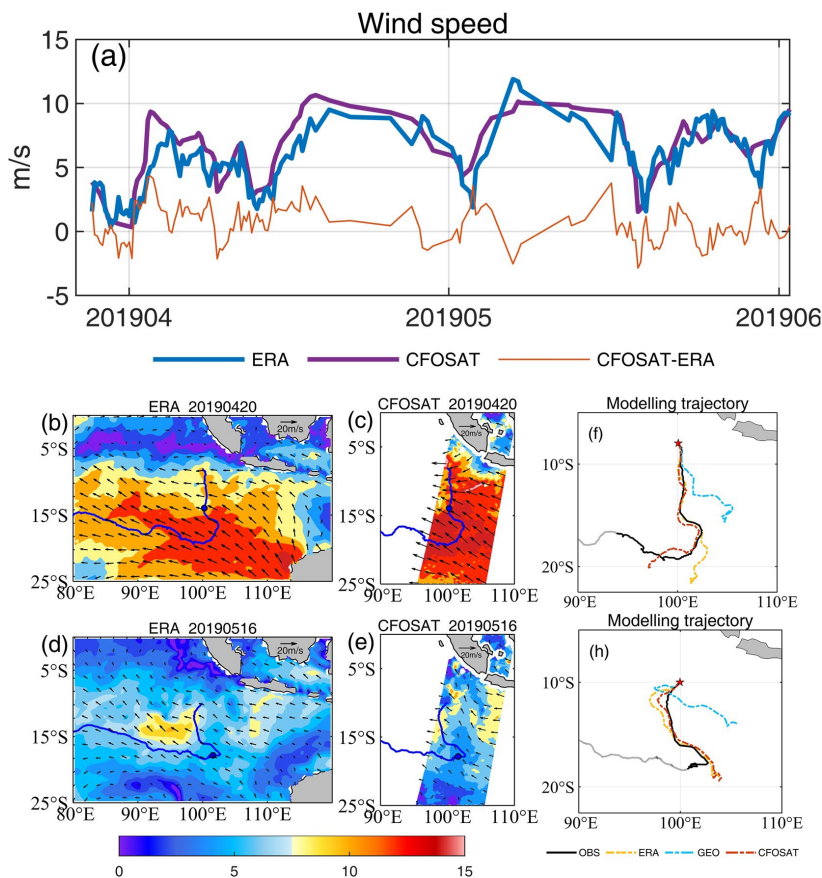 Wind speed
(a)
15
10
5
0
-5
m/s
201904 201905 201906
ERA CFOSAT CFOSAT-ERA
ERA 20190420
(b)
20m/s
5°S
15°S
25°S
80°E 90°E 100°E 110°E
CFOSAT 20190420
(c)
20m/s
5°S
15°S
25°S
90°E 100°E 110°E
Modelling trajectory
(f)
10°S
20°S
90°E 100°E 110°E
ERA 20190516
(d)
20m/s
5°S
15°S
25°S
80°E 90°E 100°E 110°E
CFOSAT 20190516
(e)
20m/s
5°S
15°S
25°S
90°E 100°E 110°E
Modelling trajectory
(h)
10°S
20°S
90°E 100°E 110°E
OBS ERA GEO CFOSAT
0 5 10 15